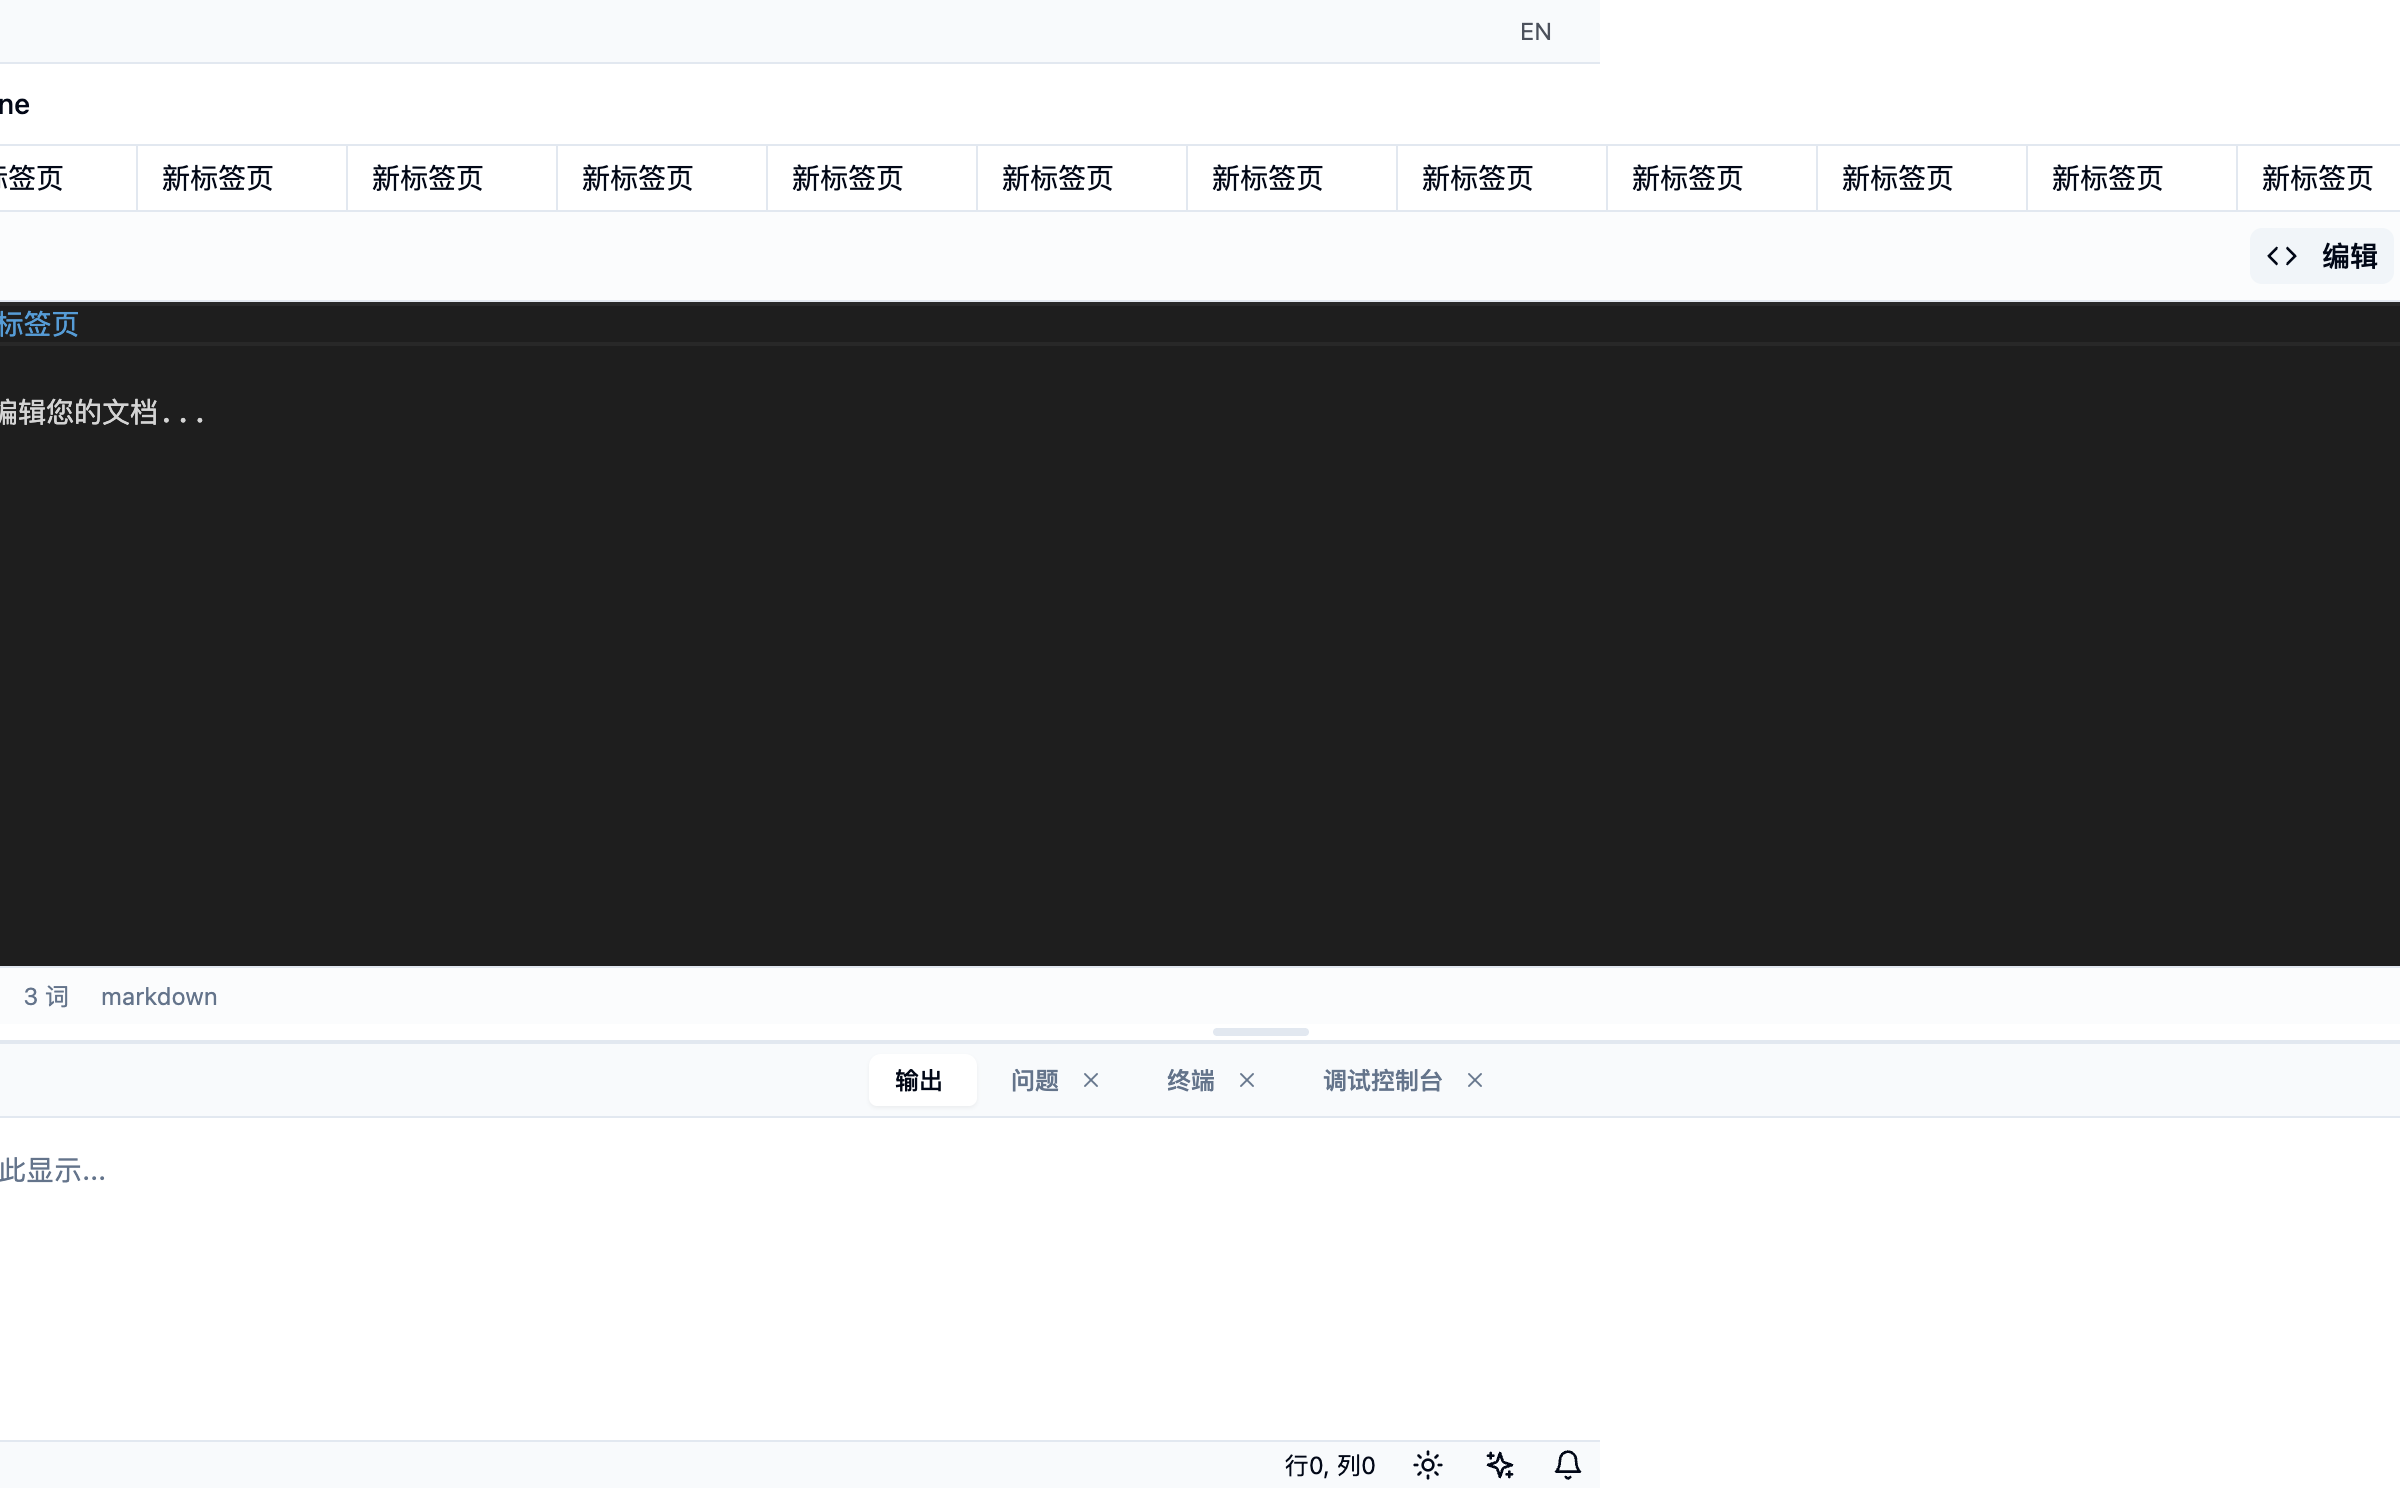 EN
ne
标签页 新标签页 新标签页 新标签页 新标签页 新标签页 新标签页 新标签页 新标签页 新标签页 新标签页 新标签页
编辑
标签页
编辑您的文档...
3 词 markdown
输出 问题 终端 调试控制台
此显示...
行0, 列0